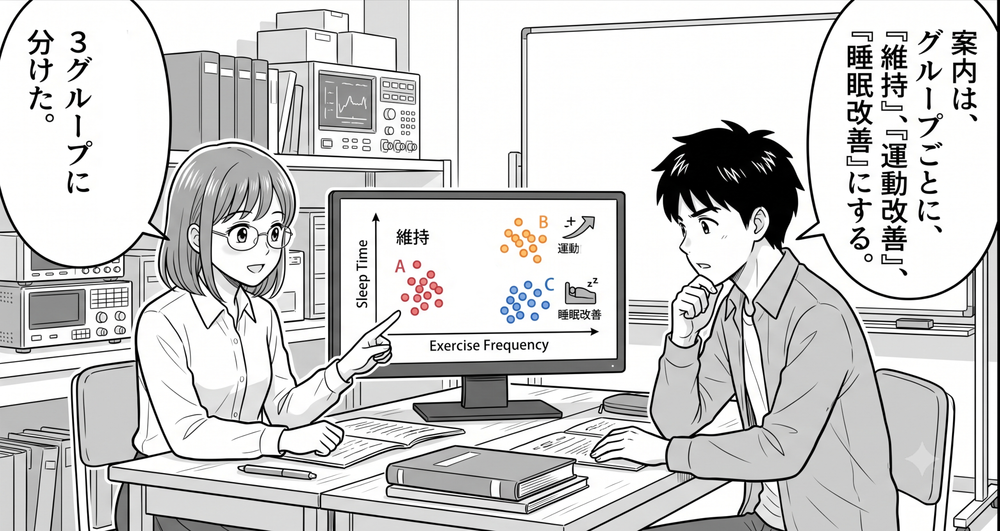 案内は、
グループごとに、
『維持』、『運動改善』、
『睡眠改善』にする。
3グループに
分けた。
維持
A
B
運動
C
zz
睡眠改善
Sleep Time
Exercise Frequency